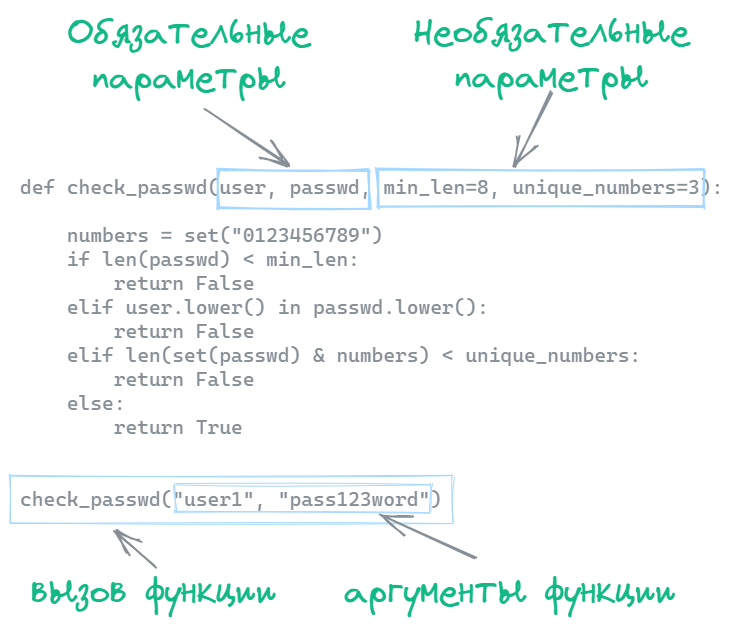 Обязательные
параметры
Необязательные
параметры
def check_passwd(user, passwd, min_len=8, unique_numbers=3):
    numbers = set("0123456789")
    if len(passwd) < min_len:
        return False
    elif user.lower() in passwd.lower():
        return False
    elif len(set(passwd) & numbers) < unique_numbers:
        return False
    else:
        return True
check_passwd("user1", "pass123word")
вызов функции
аргументы функции